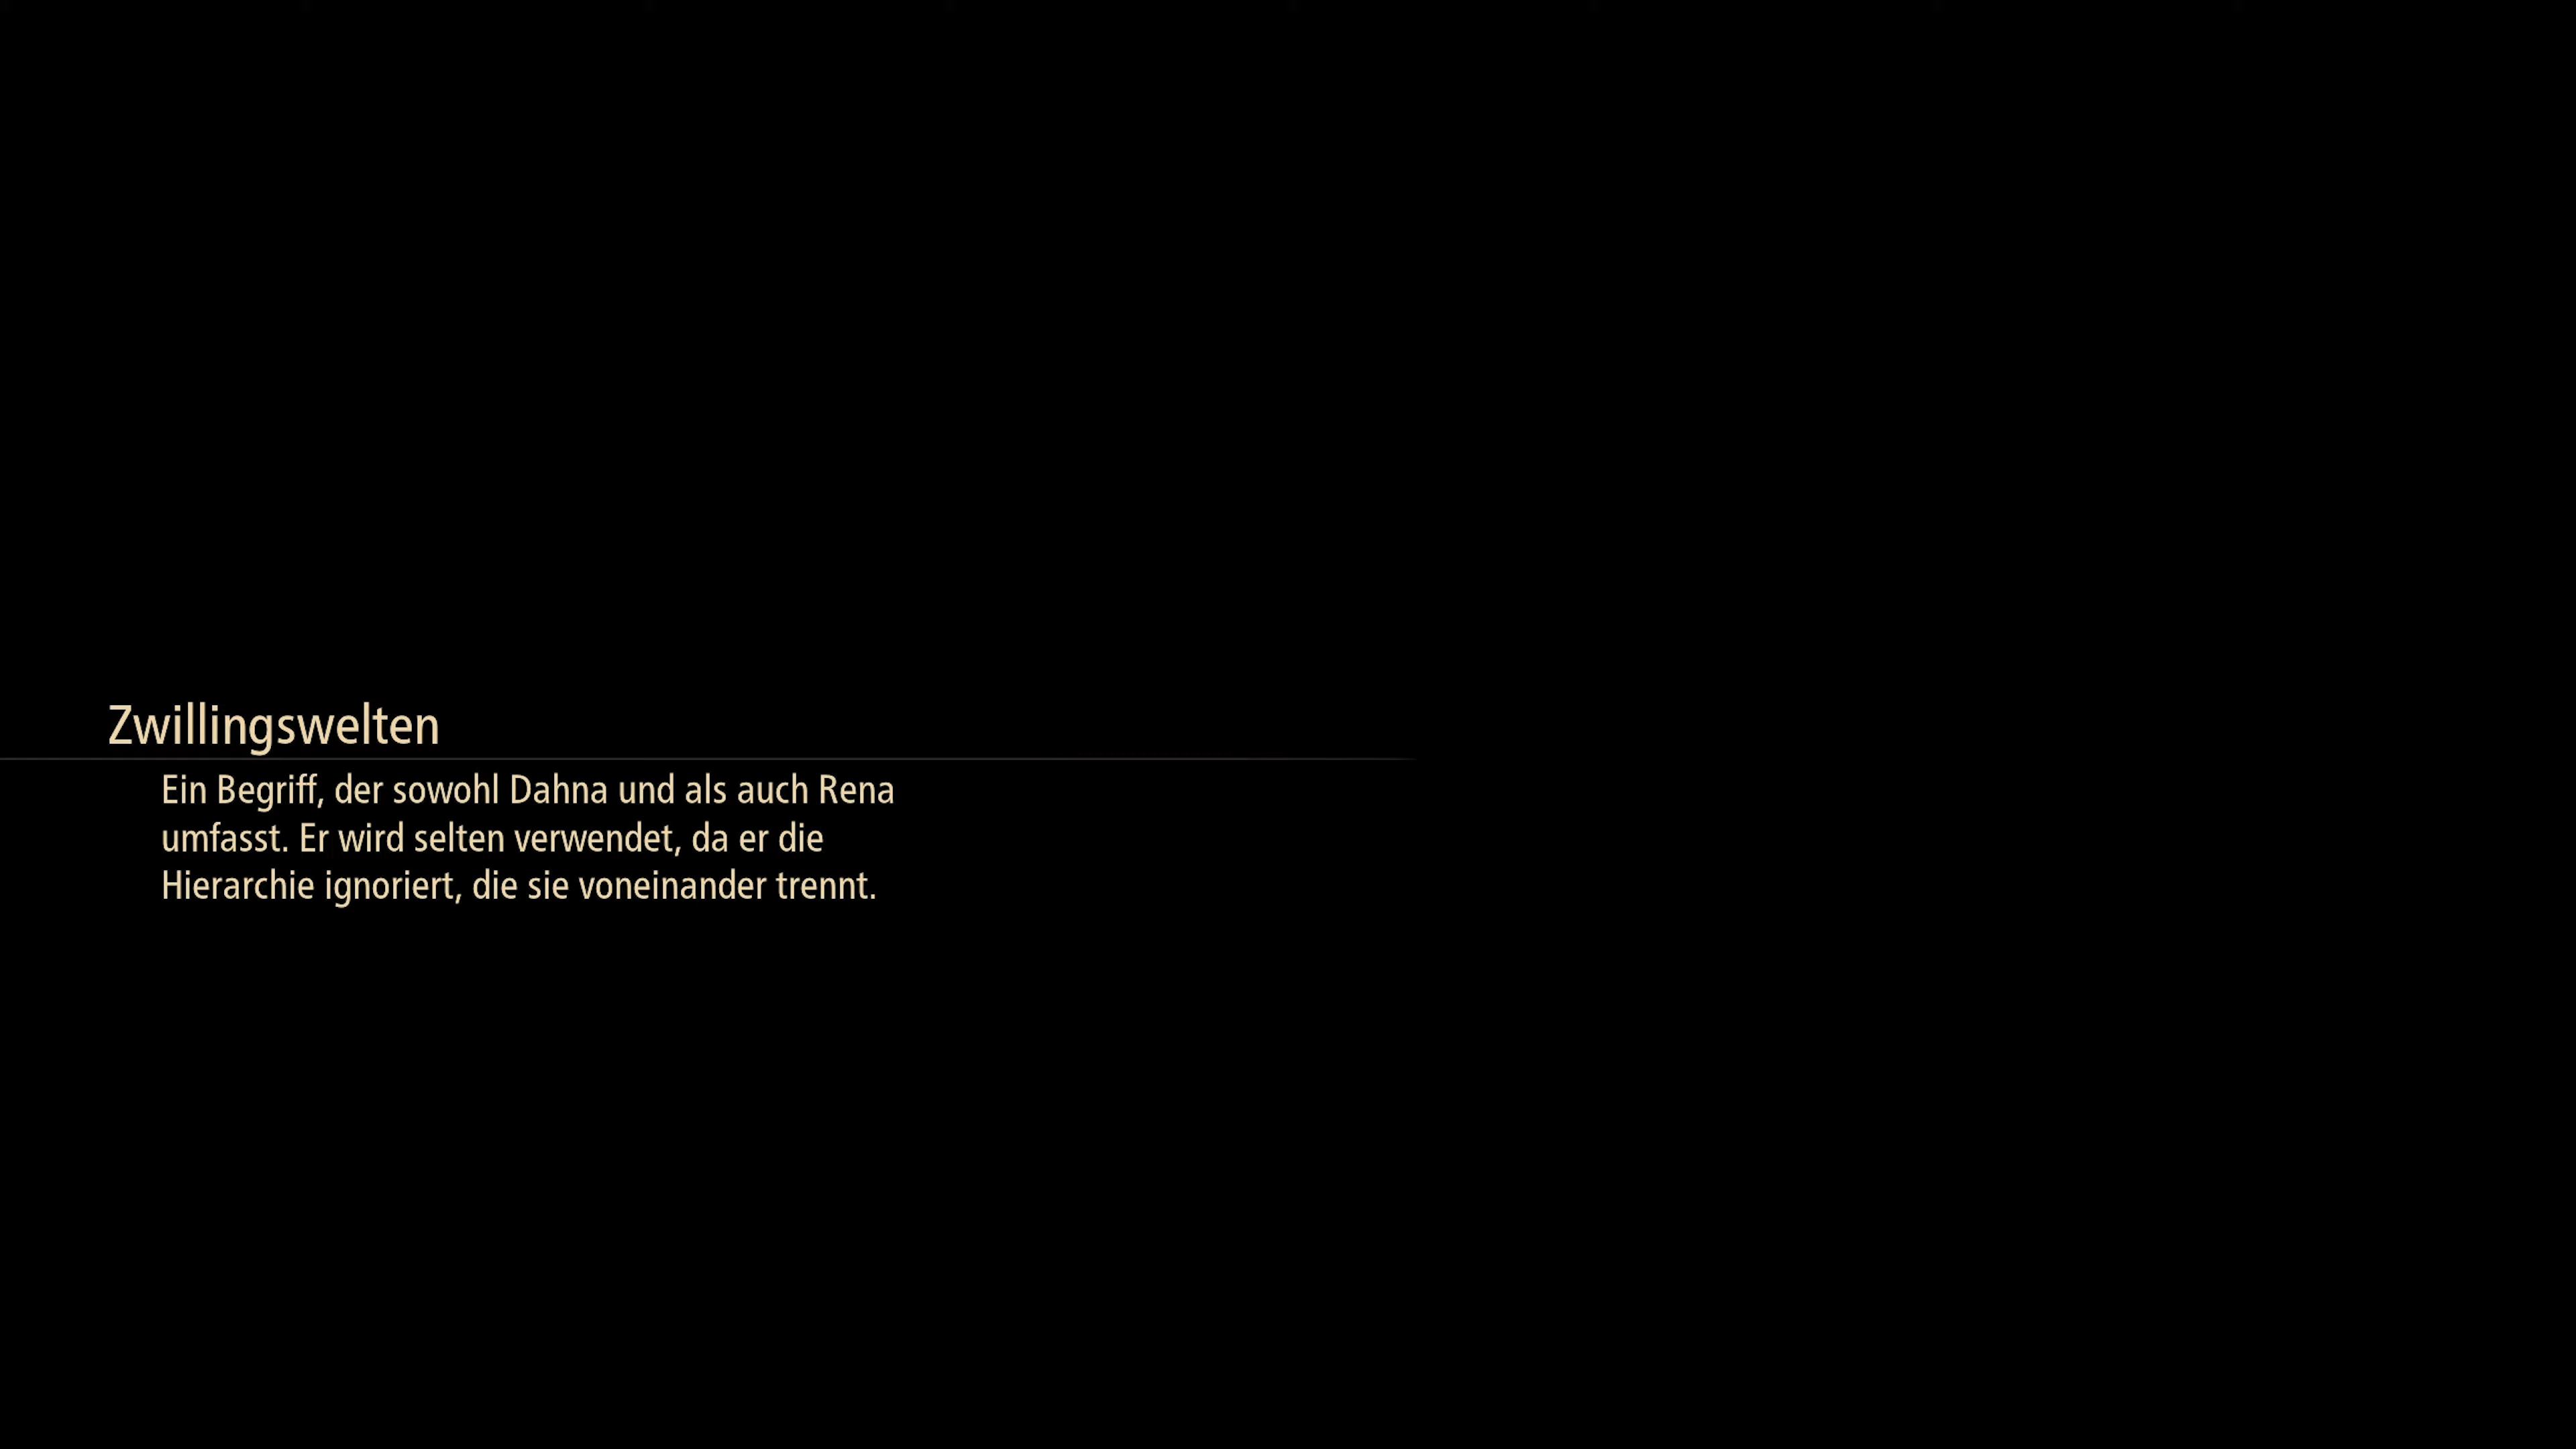 Zwillingswelten
Ein Begriff, der sowohl Dahna und als auch Rena
umfasst. Er wird selten verwendet, da er die
Hierarchie ignoriert, die sie voneinander trennt.